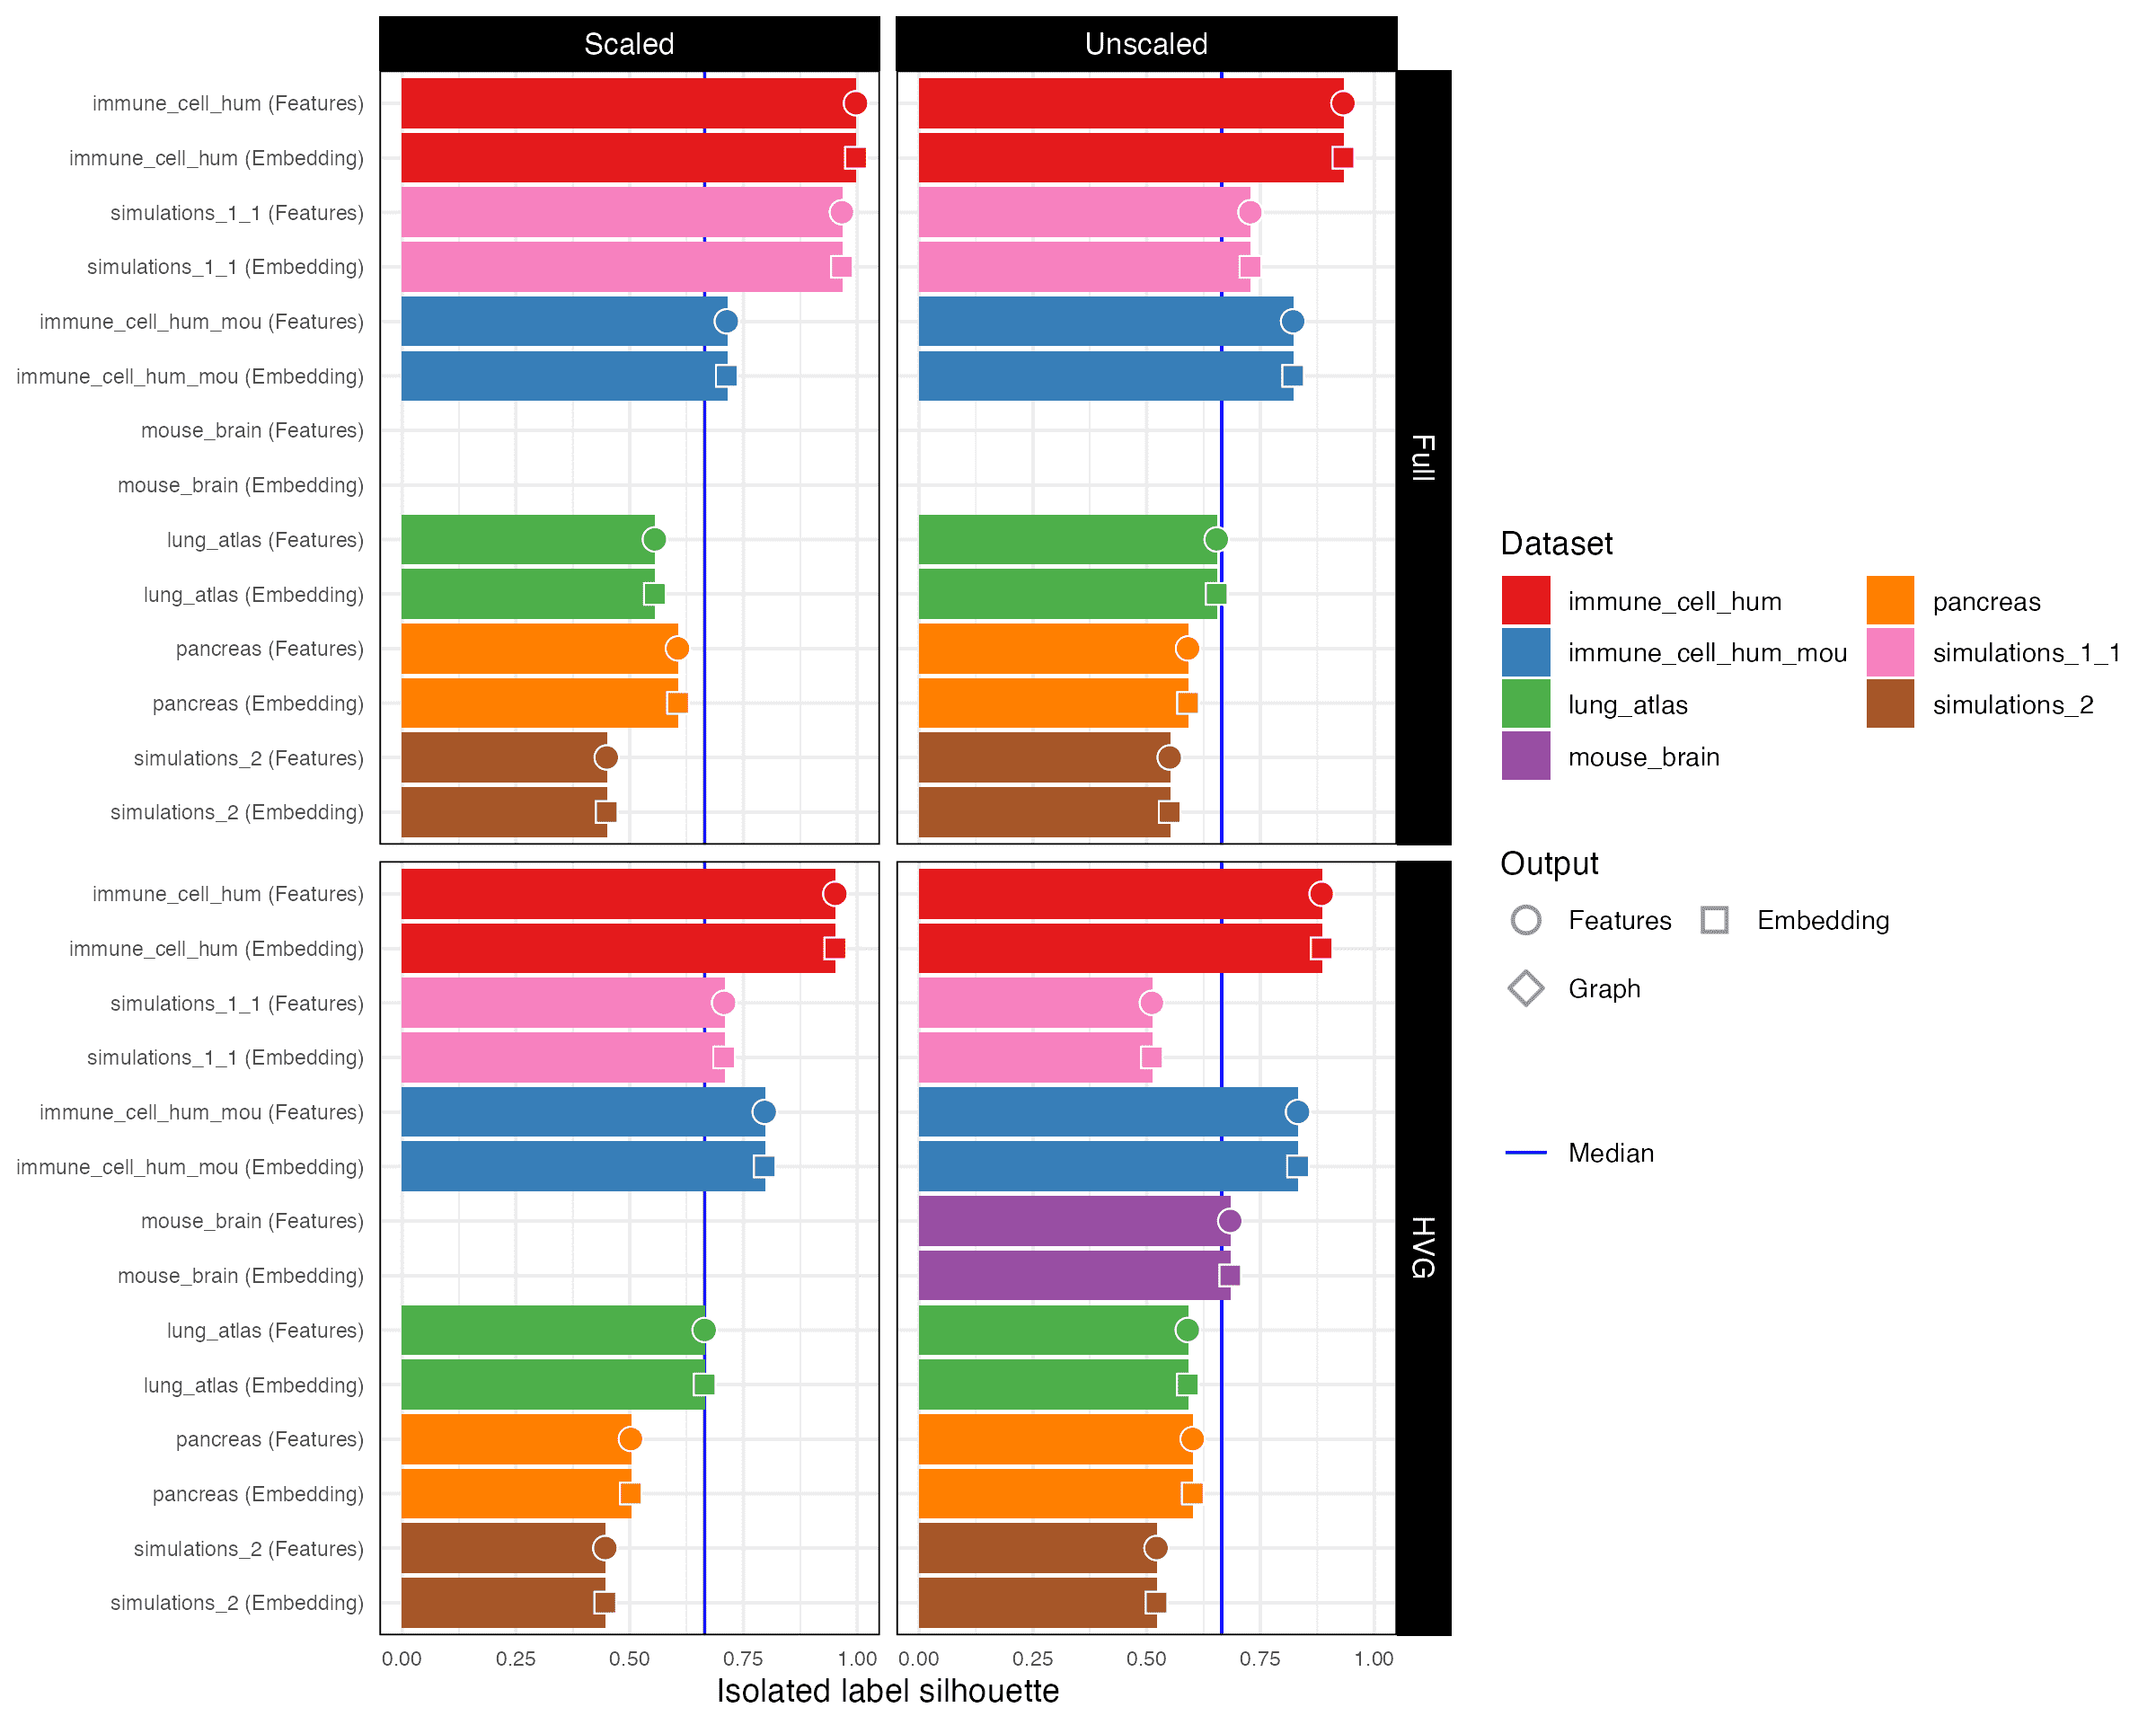 Scaled
Unscaled
immune_cell_hum (Features)
immune_cell_hum (Embedding)
simulations_1_1 (Features)
simulations_1_1 (Embedding)
immune_cell_hum_mou (Features)
immune_cell_hum_mou (Embedding)
mouse_brain (Features)
mouse_brain (Embedding)
lung_atlas (Features)
lung_atlas (Embedding)
pancreas (Features)
pancreas (Embedding)
simulations_2 (Features)
simulations_2 (Embedding)
Full
immune_cell_hum (Features)
immune_cell_hum (Embedding)
simulations_1_1 (Features)
simulations_1_1 (Embedding)
immune_cell_hum_mou (Features)
immune_cell_hum_mou (Embedding)
mouse_brain (Features)
mouse_brain (Embedding)
lung_atlas (Features)
lung_atlas (Embedding)
pancreas (Features)
pancreas (Embedding)
simulations_2 (Features)
simulations_2 (Embedding)
HVG
0.00 0.25 0.50 0.75 1.00
0.00 0.25 0.50 0.75 1.00
Isolated label silhouette
Dataset
immune_cell_hum
immune_cell_hum_mou
lung_atlas
mouse_brain
pancreas
simulations_1_1
simulations_2
Output
Features
Embedding
Graph
Median